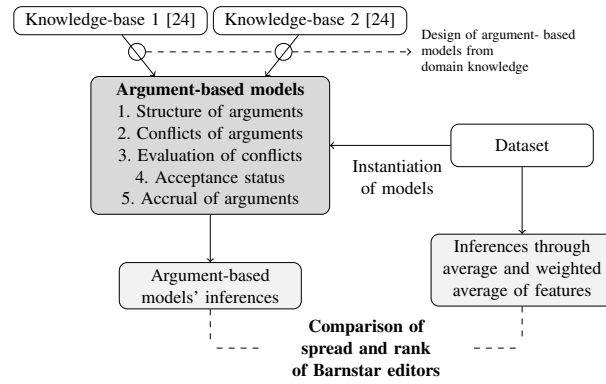 Knowledge-base 1 [24]
Knowledge-base 2 [24]
Design of argument- based
models from
domain knowledge
Argument-based models
1. Structure of arguments
2. Conflicts of arguments
3. Evaluation of conflicts
4. Acceptance status
5. Accrual of arguments
Dataset
Instantiation
of models
Argument-based
models' inferences
Inferences through
average and weighted
average of features
Comparison of
spread and rank
of Barnstar editors